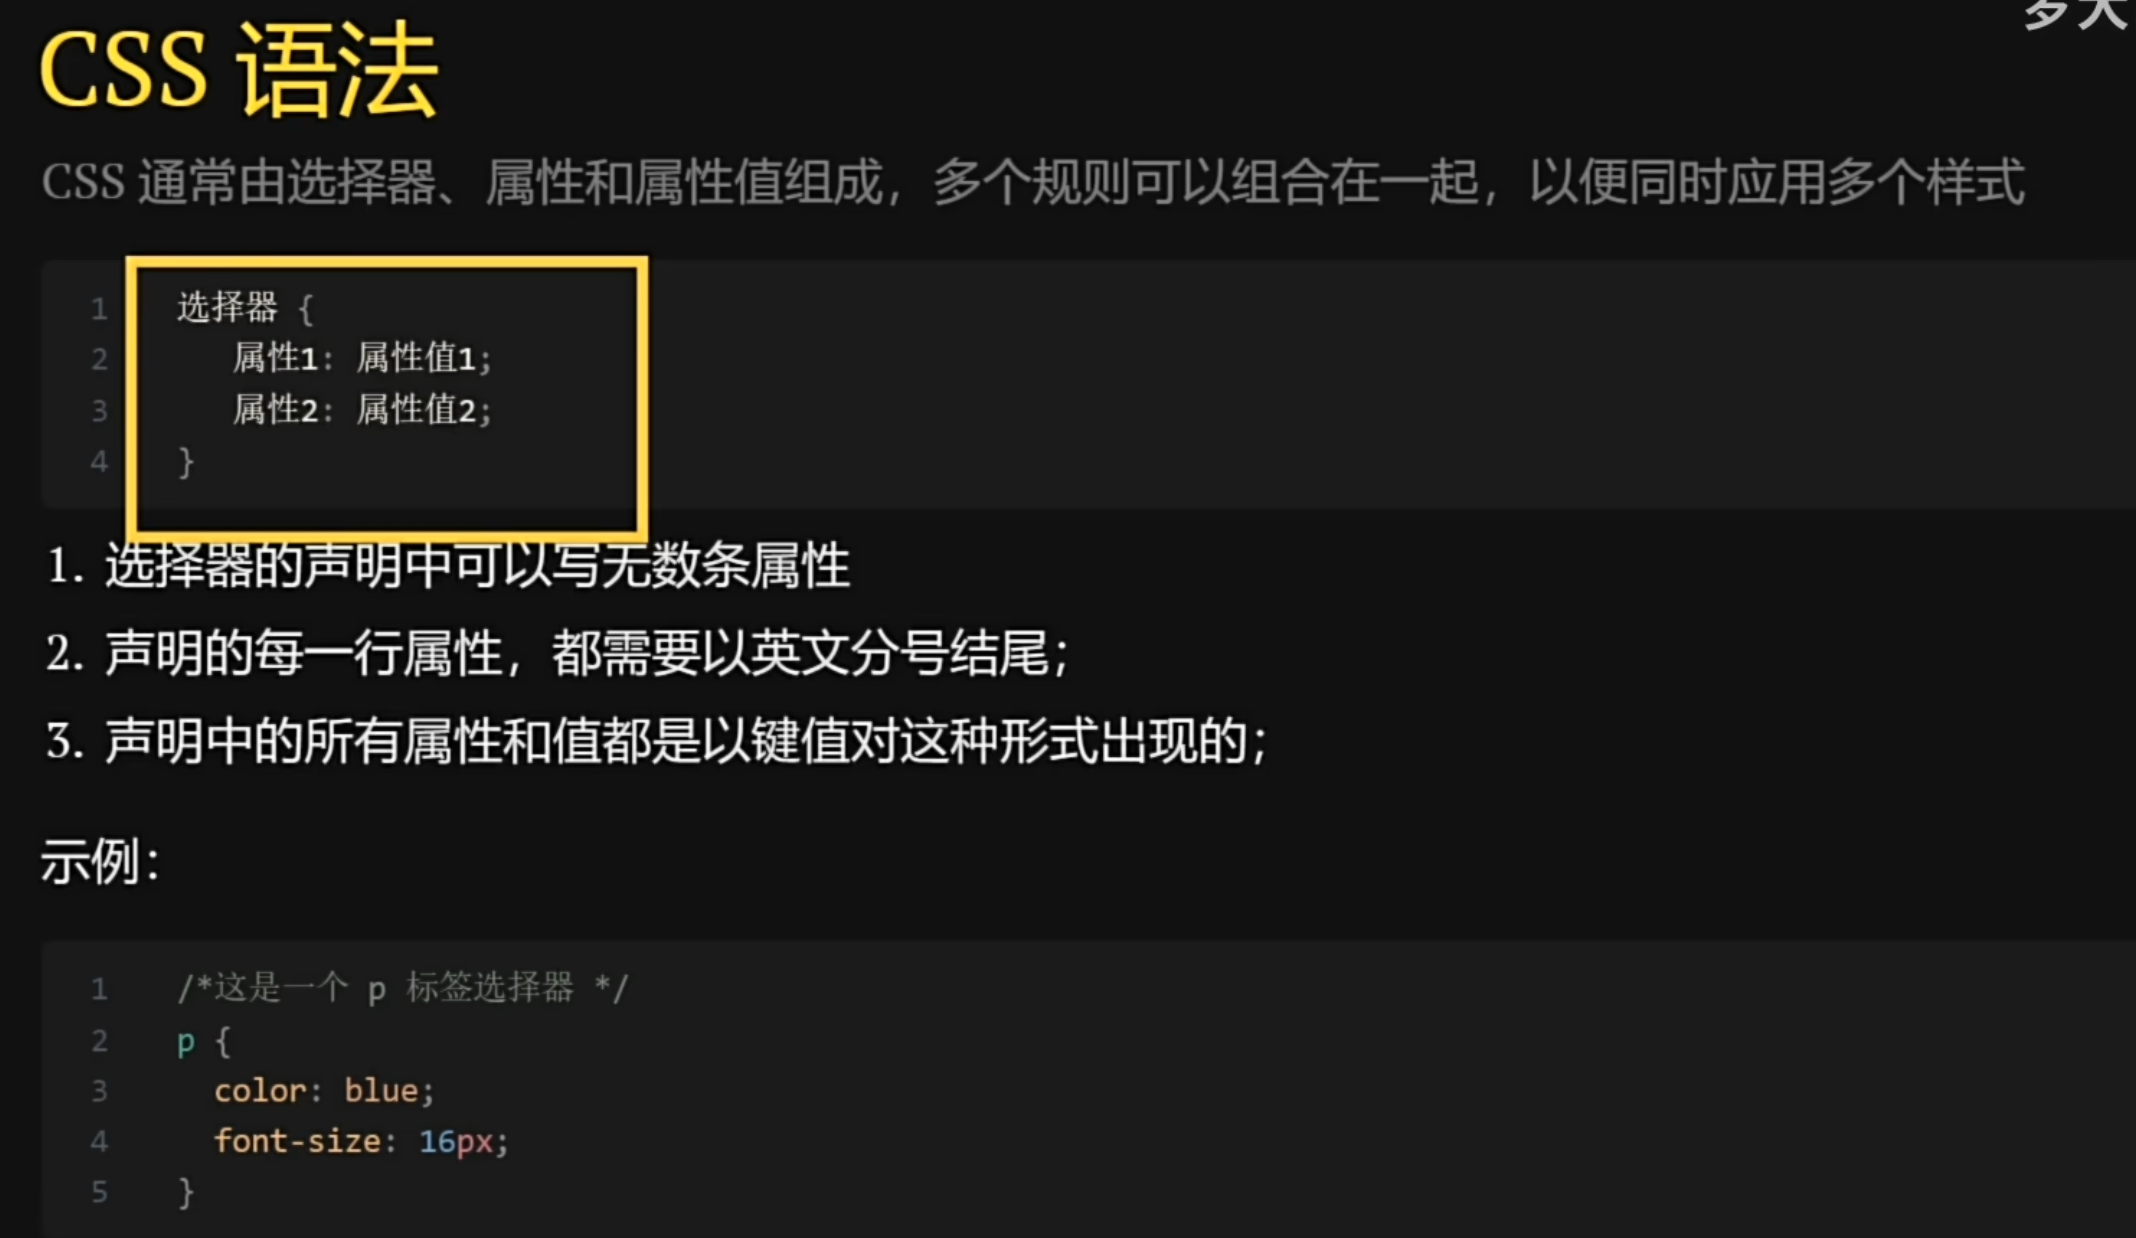 CSS 语法
CSS 通常由选择器、属性和属性值组成，多个规则可以组合在一起，以便同时应用多个样式
1 选择器 {
2 属性1: 属性值1;
3 属性2: 属性值2;
4 }
1. 选择器的声明中可以写无数条属性
2. 声明的每一行属性，都需要以英文分号结尾；
3. 声明中的所有属性和值都是以键值对这种形式出现的；
示例：
1 /*这是一个 p 标签选择器 */
2 p {
3 color: blue;
4 font-size: 16px;
5 }